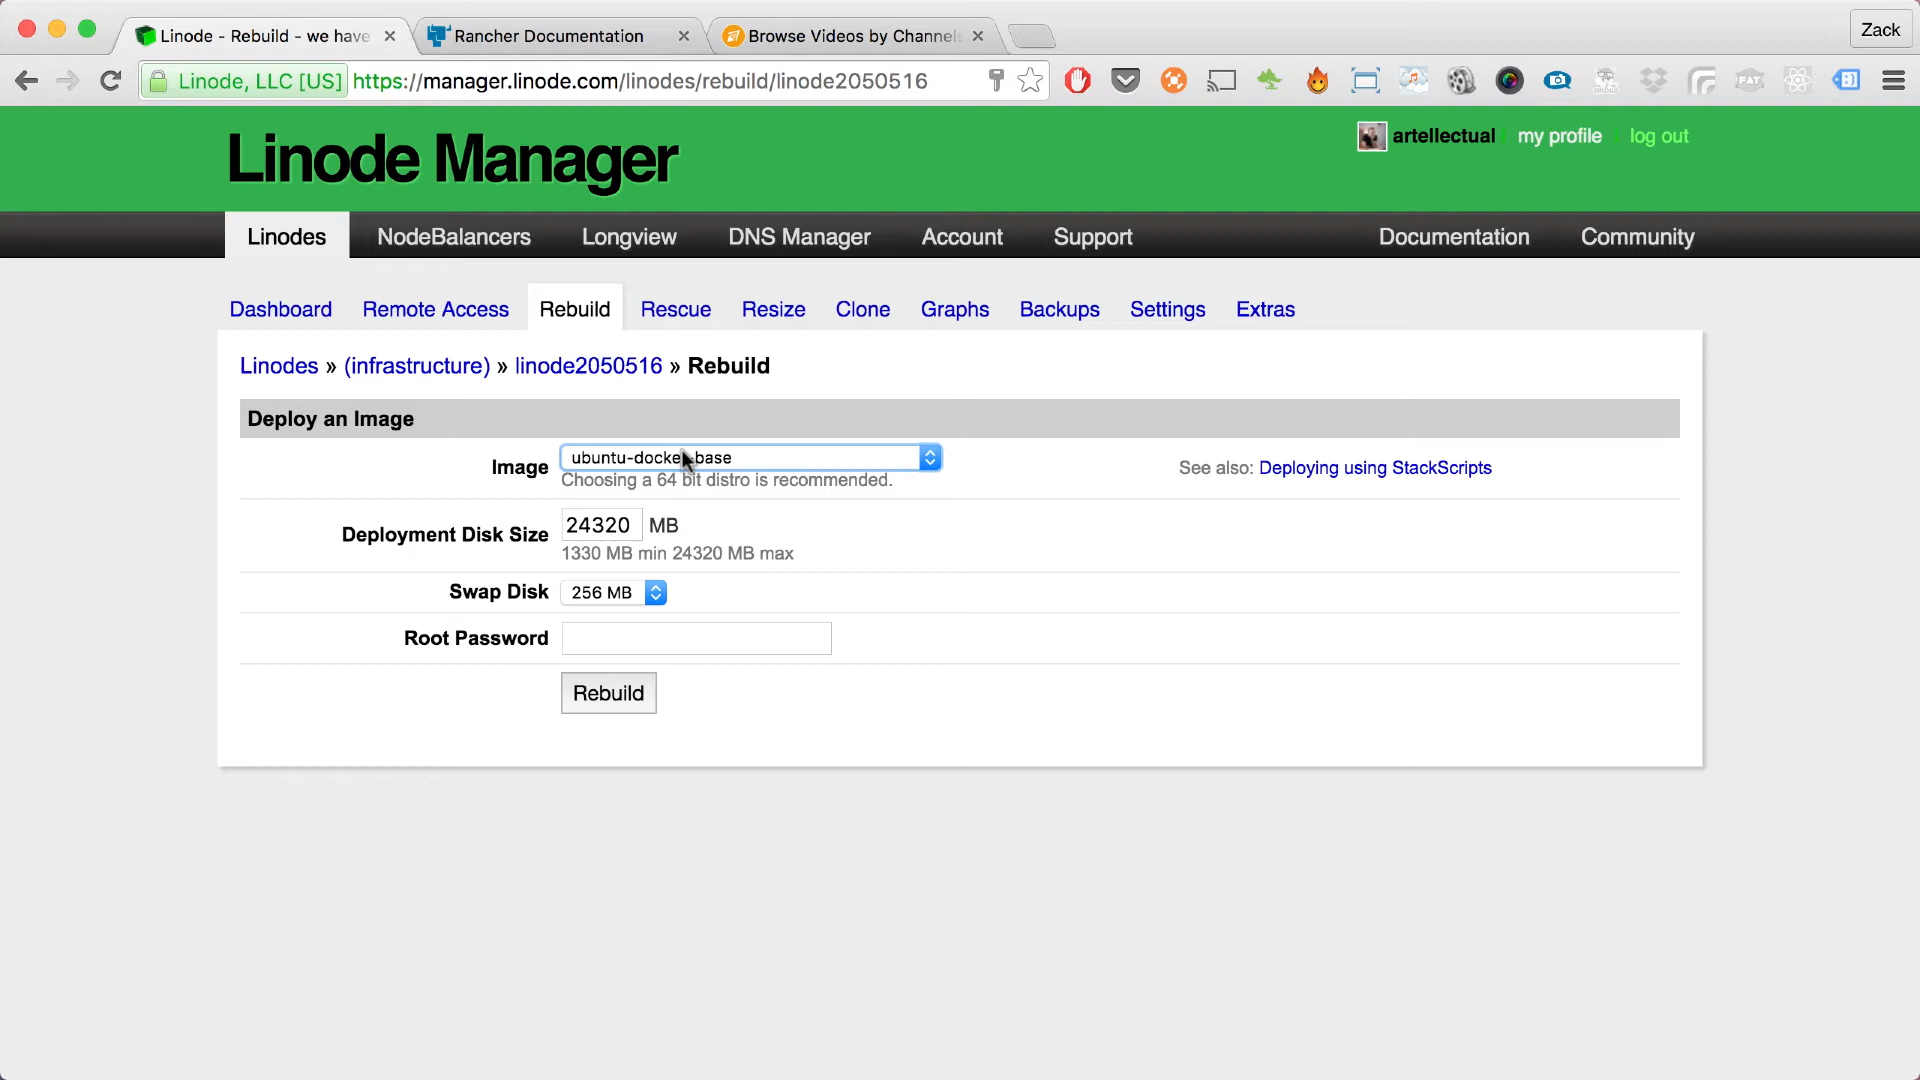 Linode - Rebuild - we have
Rancher Documentation
Browse Videos by Channel
Zack
Linode, LLC [US] https://manager.linode.com/linodes/rebuild/linode2050516
FAT
Linode Manager
artellectual
my profile
log out
Linodes
NodeBalancers
Longview
DNS Manager
Account
Support
Documentation
Community
Dashboard
Remote Access
Rebuild
Rescue
Resize
Clone
Graphs
Backups
Settings
Extras
Linodes » (infrastructure) » linode2050516 » Rebuild
Deploy an Image
Image
ubuntu-docker-base
Choosing a 64 bit distro is recommended.
See also: Deploying using StackScripts
Deployment Disk Size
24320 MB
1330 MB min 24320 MB max
Swap Disk
256 MB
Root Password
Rebuild